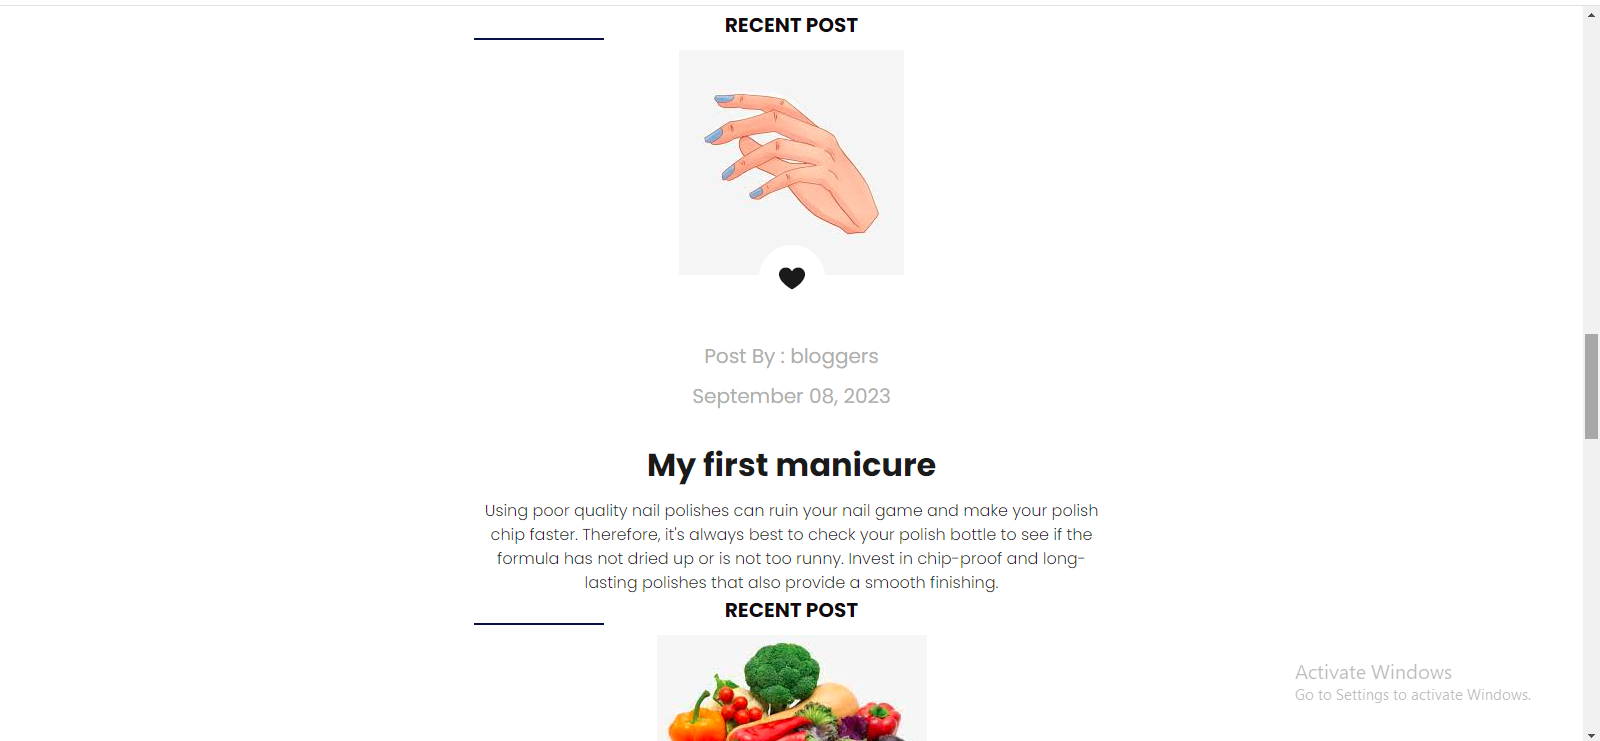 RECENT POST
Post By : bloggers
September 08, 2023
My first manicure
Using poor quality nail polishes can ruin your nail game and make your polish
chip faster. Therefore, it's always best to check your polish bottle to see if the
formula has not dried up or is not too runny. Invest in chip-proof and long-
lasting polishes that also provide a smooth finishing.
RECENT POST
Activate Windows
Go to Settings to activate Windows.